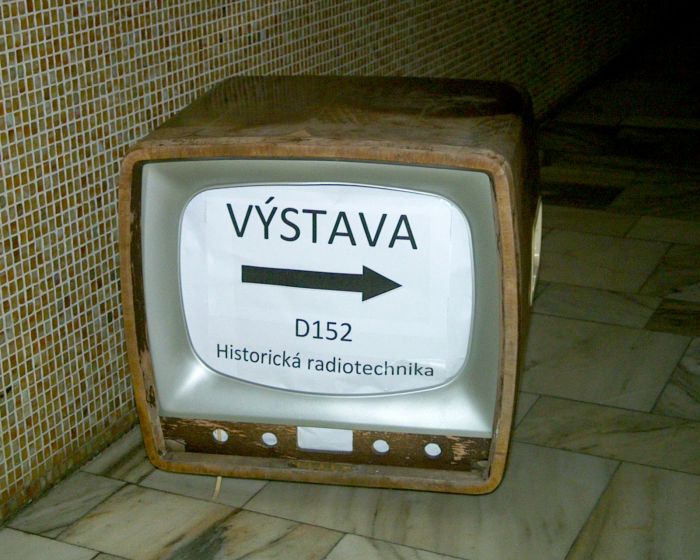 VÝSTAVA
D152
Historická radiotechnika